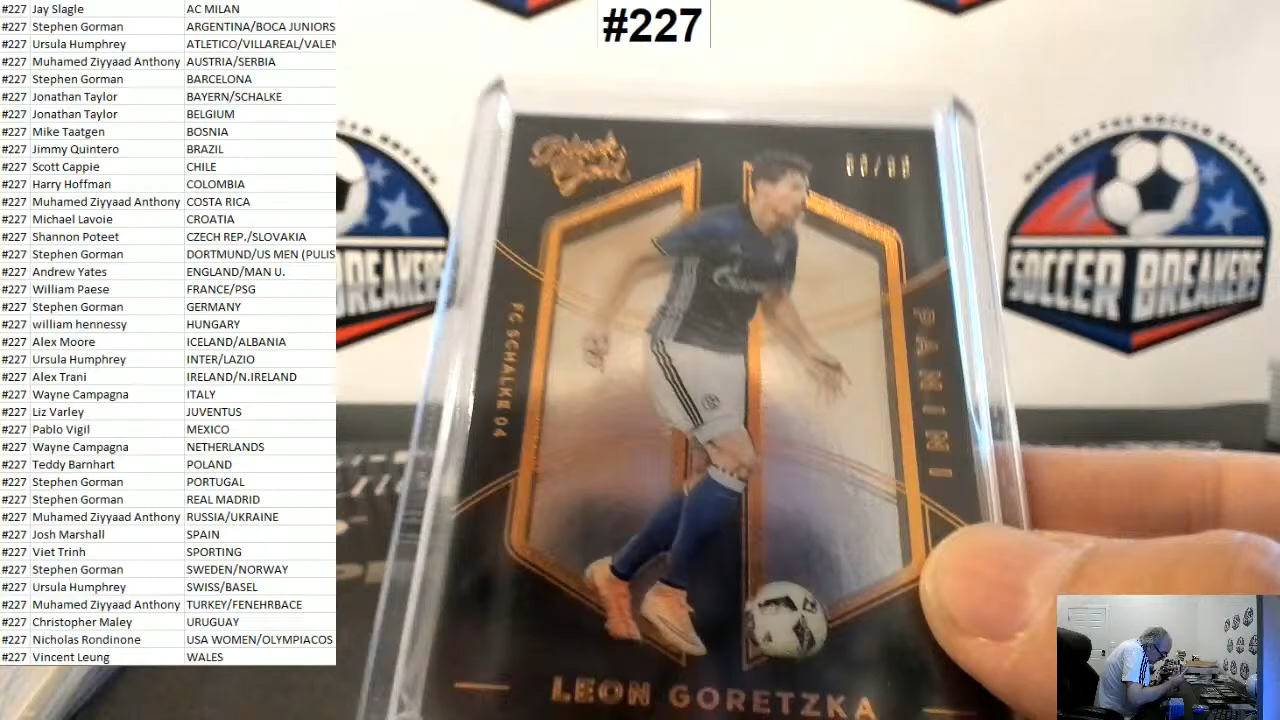 #227 Jay Slagle AC MILAN
#227 Stephen Gorman ARGENTINA/BOCA JUNIORS
#227 Ursula Humphrey ATLETICO/VILLAREAL/VALEN
#227 Muhamed Ziyyaad Anthony AUSTRIA/SERBIA
#227 Stephen Gorman BARCELONA
#227 Jonathan Taylor BAYERN/SCHALKE
#227 Jonathan Taylor BELGIUM
#227 Mike Taatgen BOSNIA
#227 Jimmy Quintero BRAZIL
#227 Scott Cappie CHILE
#227 Harry Hoffman COLOMBIA
#227 Muhamed Ziyyaad Anthony COSTA RICA
#227 Michael Lavoie CROATIA
#227 Shannon Poteet CZECH REP./SLOVAKIA
#227 Stephen Gorman DORTMUND/US MEN (PULIS
#227 Andrew Yates ENGLAND/MAN U.
#227 William Paese FRANCE/PSG
#227 Stephen Gorman GERMANY
#227 william hennessy HUNGARY
#227 Alex Moore ICELAND/ALBANIA
#227 Ursula Humphrey INTER/LAZIO
#227 Alex Trani IRELAND/N.IRELAND
#227 Wayne Campagna ITALY
#227 Liz Varley JUVENTUS
#227 Pablo Vigil MEXICO
#227 Wayne Campagna NETHERLANDS
#227 Teddy Barnhart POLAND
#227 Stephen Gorman PORTUGAL
#227 Stephen Gorman REAL MADRID
#227 Muhamed Ziyyaad Anthony RUSSIA/UKRAINE
#227 Josh Marshall SPAIN
#227 Viet Trinh SPORTING
#227 Stephen Gorman SWEDEN/NORWAY
#227 Ursula Humphrey SWISS/BASEL
#227 Muhamed Ziyyaad Anthony TURKEY/FENEHRBACE
#227 Christopher Maley URUGUAY
#227 Nicholas Rondinone USA WOMEN/OLYMPIACOS
#227 Vincent Leung WALES
#227
FC SCHALKE 04
PANINI
LEON GORETZKA
BREAKERS
SOCCER BREAKERS